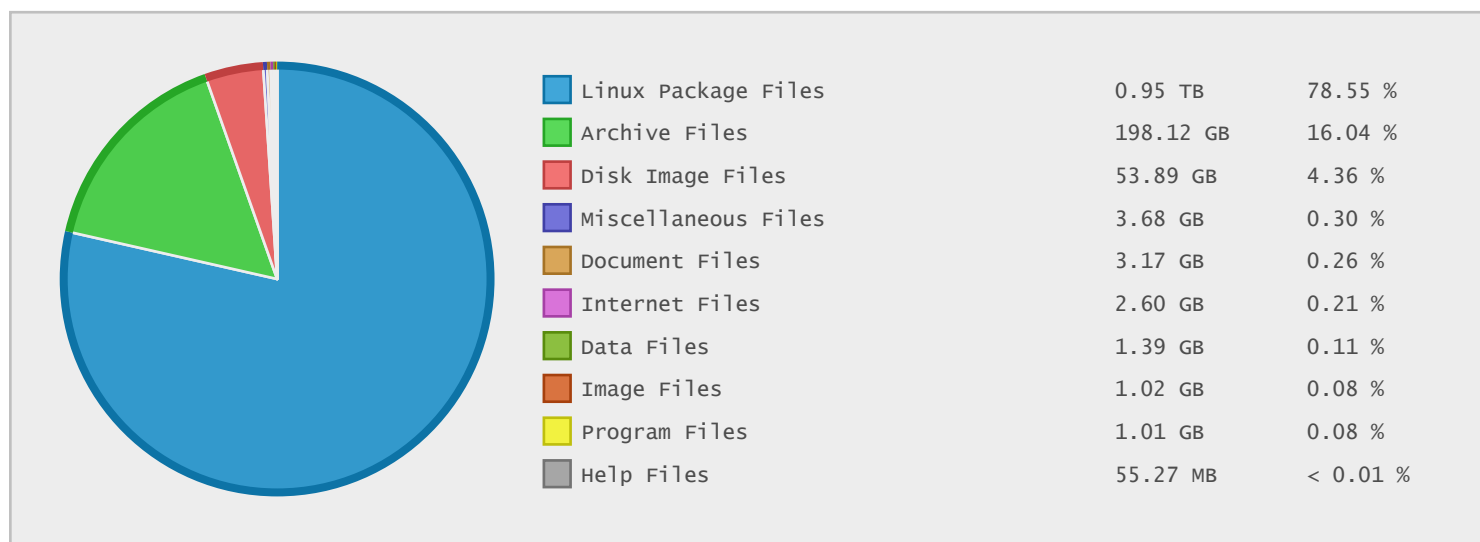 Linux Package Files 0.95 TB 78.55 %
Archive Files 198.12 GB 16.04 %
Disk Image Files 53.89 GB 4.36 %
Miscellaneous Files 3.68 GB 0.30 %
Document Files 3.17 GB 0.26 %
Internet Files 2.60 GB 0.21 %
Data Files 1.39 GB 0.11 %
Image Files 1.02 GB 0.08 %
Program Files 1.01 GB 0.08 %
Help Files 55.27 MB < 0.01 %